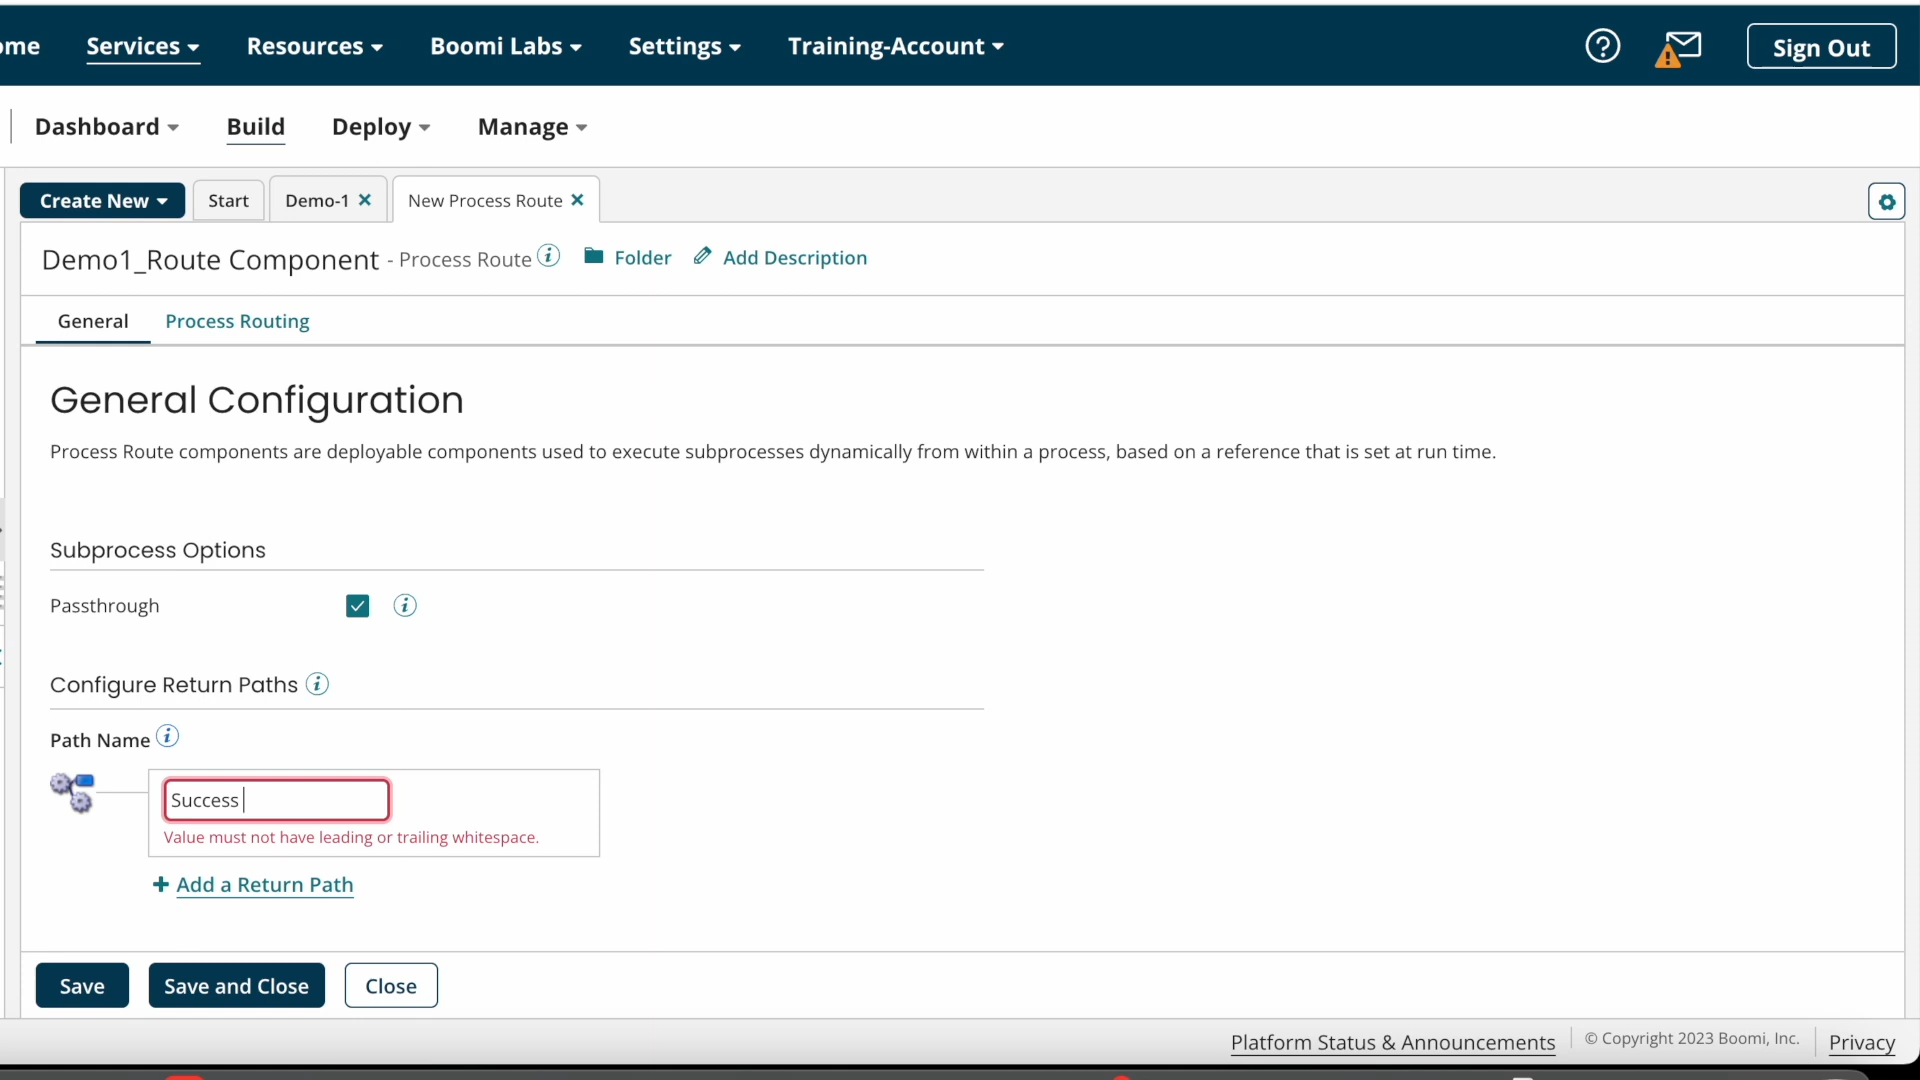 ome Services Resources Boomi Labs Settings Training-Account Sign Out
Dashboard Build Deploy Manage
Create New Start Demo-1 New Process Route
Demo1_Route Component - Process Route Folder Add Description
General Process Routing
General Configuration
Process Route components are deployable components used to execute subprocesses dynamically from within a process, based on a reference that is set at run time.
Subprocess Options
Passthrough
Configure Return Paths
Path Name
Success
Value must not have leading or trailing whitespace.
+ Add a Return Path
Save Save and Close Close
Platform Status & Announcements © Copyright 2023 Boomi, Inc. Privacy